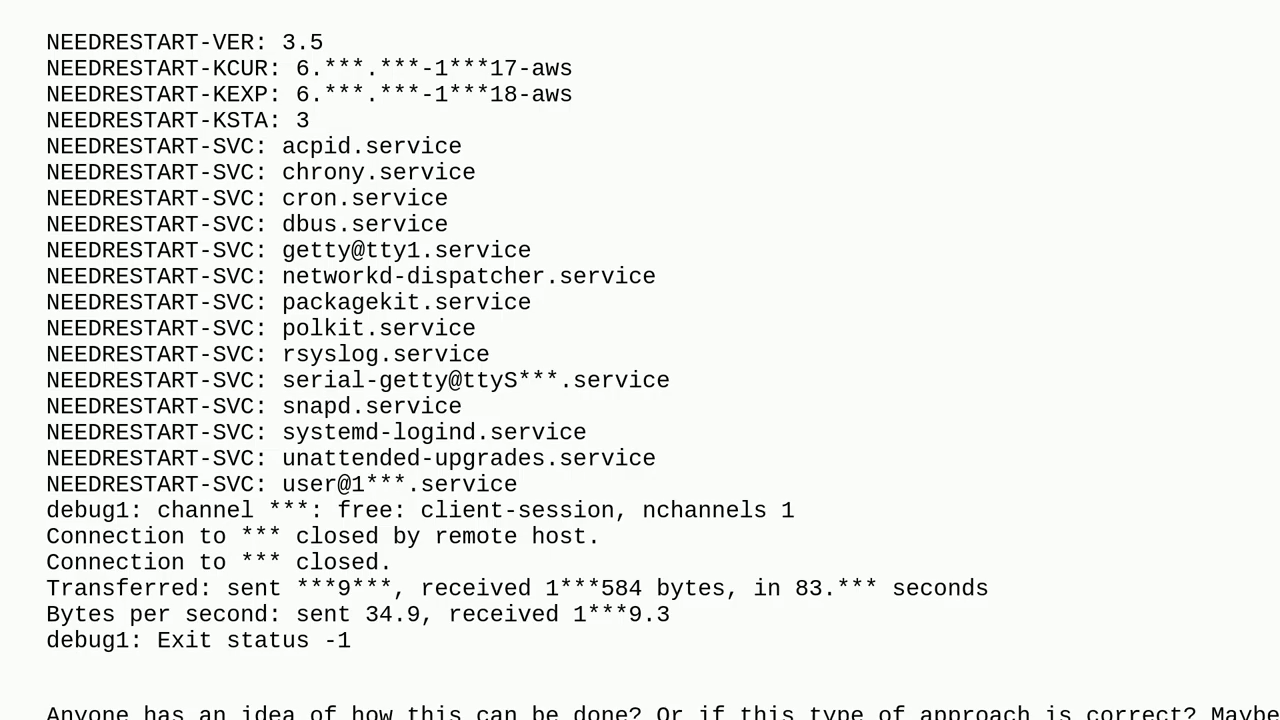 NEEDRESTART-VER: 3.5
NEEDRESTART-KCUR: 6.***.***-1***17-aws
NEEDRESTART-KEXP: 6.***.***-1***18-aws
NEEDRESTART-KSTA: 3
NEEDRESTART-SVC: acpid.service
NEEDRESTART-SVC: chrony.service
NEEDRESTART-SVC: cron.service
NEEDRESTART-SVC: dbus.service
NEEDRESTART-SVC: getty@tty1.service
NEEDRESTART-SVC: networkd-dispatcher.service
NEEDRESTART-SVC: packagekit.service
NEEDRESTART-SVC: polkit.service
NEEDRESTART-SVC: rsyslog.service
NEEDRESTART-SVC: serial-getty@ttyS***.service
NEEDRESTART-SVC: snapd.service
NEEDRESTART-SVC: systemd-logind.service
NEEDRESTART-SVC: unattended-upgrades.service
NEEDRESTART-SVC: user@1***.service
debug1: channel ***: free: client-session, nchannels 1
Connection to *** closed by remote host.
Connection to *** closed.
Transferred: sent ***9***, received 1***584 bytes, in 83.*** seconds
Bytes per second: sent 34.9, received 1***9.3
debug1: Exit status -1
Anyone has an idea of how this can be done? Or if this type of approach is correct? Maybe